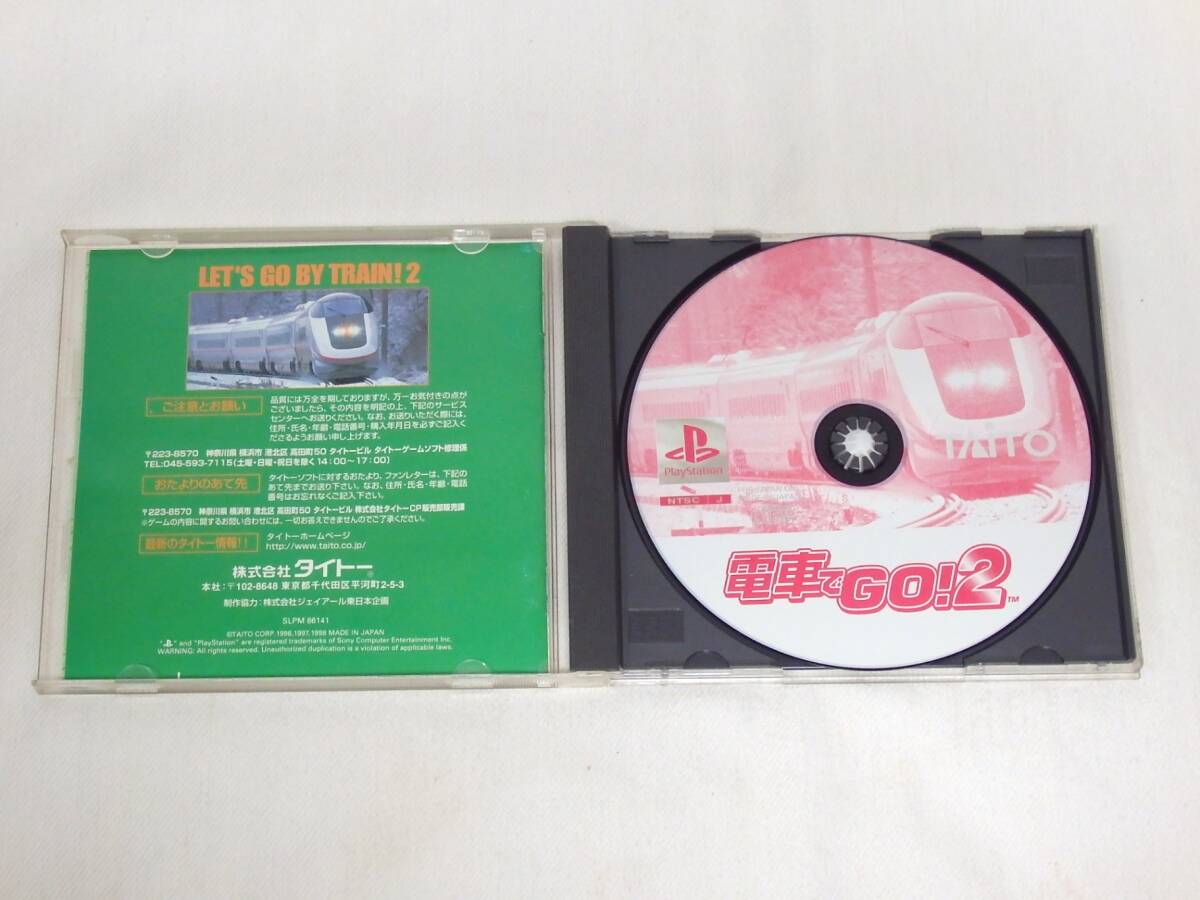 LET'S GO BY TRAIN! 2
ご注意とお願い
品質には万全を期しておりますが、万一お気付きの点が
ございましたら、その内容を明記の上、下記のサービス
センターへお送りください。なお、お送りいただく際には、
住所・氏名・年齢・電話番号・購入年月日を必ずご記入く
ださるようお願い申し上げます。
〒223-8570 神奈川県 横浜市 港北区 高田町50 タイトービル タイトーゲームソフト修理係
TEL:045-593-7115(土曜・日曜・祝日を除く14:00〜17:00)
おたよりのあて先
タイトーソフトに対するおたより、ファンレターは、下記の
あて先までお送り下さい。なお、住所・氏名・年齢・電話
番号はお忘れなくご記入下さい。
〒223-8570 神奈川県 横浜市 港北区 高田町50 タイトービル 株式会社タイトーCP販売部販売課
※ゲームの内容に関するお問い合わせには、一切お答えできませんのでご了承ください。
最新のタイトー情報!!
タイトーホームページ
http://www.taito.co.jp/
株式会社 タイトー
本社:〒102-8648 東京都千代田区平河町2-5-3
制作協力:株式会社ジェイアール東日本企画
SLPM 86141
©TAITO CORP. 1996,1997,1998 MADE IN JAPAN
" " and "PlayStation" are registered trademarks of Sony Computer Entertainment Inc.
WARNING: All rights reserved. Unauthorized duplication is a violation of applicable laws.
TAITO
PlayStation
NTSC J
電車でGO!2™